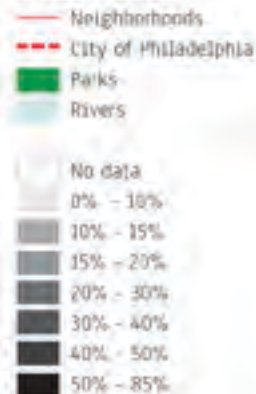 Neighborhoods
City of Philadelphia
Parks
Rivers
No data
0% - 10%
10% - 15%
15% - 20%
20% - 30%
30% - 40%
40% - 50%
50% - 85%